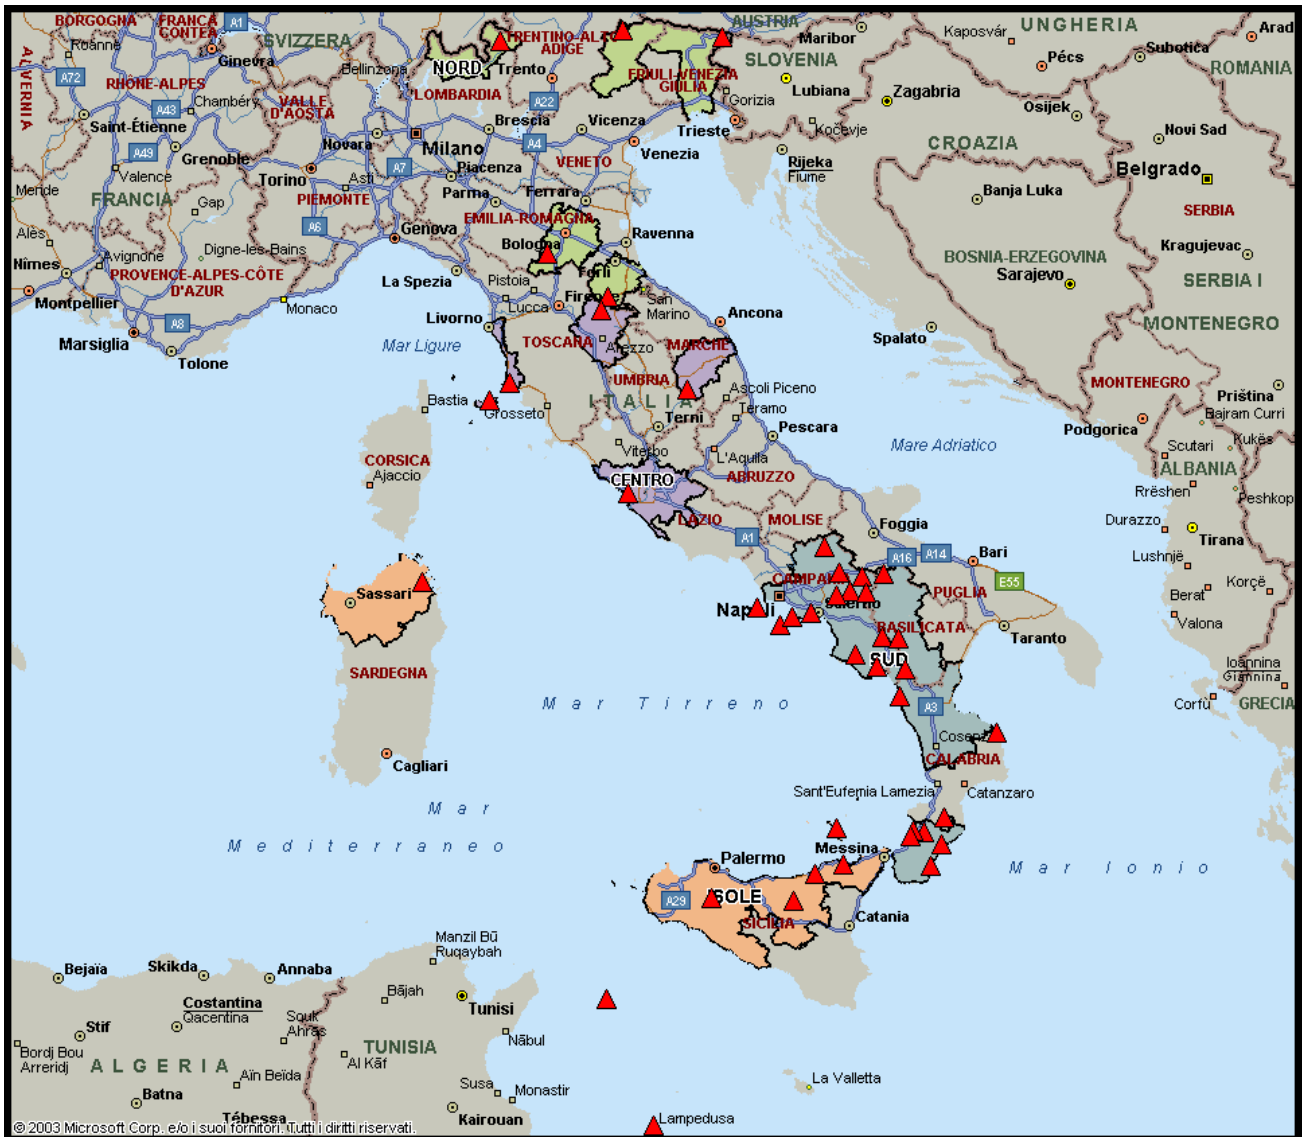 BORGOGNA
FRANCA
CONTEA
A1
SVIZZERA
TRENTINO-ALTO
ADIGE
AUSTRIA
Maribor
Kaposvár
UNGHERIA
Arad
Roanne
Ginevra
Bellinzona
NORD
Trento
SLOVENIA
Pécs
Subotica
ROMANIA
ALVERNIA
A72
RHÔNE-ALPES
A43
Chambéry
VALLE
D'AOSTA
LOMBARDIA
A22
FRIULI-VENEZIA
GIULIA
Gorizia
Lubiana
Zagabria
Osijek
Saint-Étienne
Novara
Brescia
Vicenza
Trieste
Kočevje
Novi Sad
A49
Grenoble
Milano
A4
VENETO
Venezia
Rijeka
Fiume
CROAZIA
Belgrado
Valence
Torino
Asti
A7
Piacenza
Mende
FRANCIA
Gap
PIEMONTE
Parma
Ferrara
Banja Luka
SERBIA
A6
Genova
EMILIA-ROMAGNA
Alès
Avignone
Digne-les-Bains
Bologna
Ravenna
BOSNIA-ERZEGOVINA
Kragujevac
Nîmes
PROVENCE-ALPES-CÔTE
D'AZUR
La Spezia
Pistoia
Forlì
Sarajevo
SERBIA I
Montpellier
Monaco
Lucca
Firenze
San
Marino
Ancona
A8
Livorno
MONTENEGRO
Marsiglia
Tolone
Mar Ligure
TOSCANA
Arezzo
MARCHE
Spalato
UMBRIA
Ascoli Piceno
MONTENEGRO
Priština
Bastia
Grosseto
ITALIA
Teramo
Bajram Curri
Terni
Pescara
Podgorica
Kukës
CORSICA
Ajaccio
Viterbo
L'Aquila
Mare Adriatico
Scutari
ALBANIA
CENTRO
ABRUZZO
Rrëshen
Peshkop
LAZIO
MOLISE
Foggia
Durazzo
Tirana
A1
A16
A14
Bari
Lushnjë
Sassari
E55
Berat
Korçë
Napoli
Salerno
PUGLIA
Valona
BASILICATA
Taranto
SARDEGNA
SUD
Ioánnina
Giannina
Mar Tirreno
A3
Corfù
GRECIA
Cosenza
Cagliari
CALABRIA
Sant'Eufemia Lamezia
Catanzaro
Mar
Mediterraneo
Palermo
Messina
Mar Ionio
A29
ISOLE
SICILIA
Catania
Manzil Bū
Ruqaybah
Bejaïa
Skikda
Annaba
Bājah
Tunisi
Costantina
Qacentina
Souk
Ahras
Stif
Nābul
Bordj Bou
Arreridj
ALGERIA
TUNISIA
Al Kāf
Aïn Beïda
Susa
Monastir
La Valletta
Batna
Tébessa
Kairouan
Lampedusa
© 2003 Microsoft Corp. e/o i suoi fornitori. Tutti i diritti riservati.